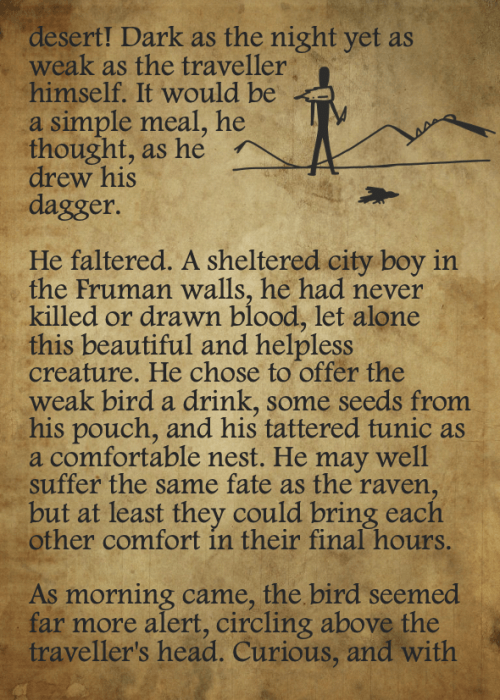 desert! Dark as the night yet as
weak as the traveller
himself. It would be
a simple meal, he
thought, as he
drew his
dagger.
He faltered. A sheltered city boy in
the Fruman walls, he had never
killed or drawn blood, let alone
this beautiful and helpless
creature. He chose to offer the
weak bird a drink, some seeds from
his pouch, and his tattered tunic as
a comfortable nest. He may well
suffer the same fate as the raven,
but at least they could bring each
other comfort in their final hours.
As morning came, the bird seemed
far more alert, circling above the
traveller's head. Curious, and with